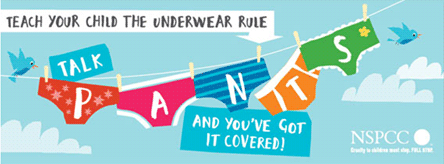 TEACH YOUR CHILD THE UNDERWEAR RULE
TALK
PANTS
AND YOU'VE GOT
IT COVERED!
NSPCC
Cruelty to children must stop. FULL STOP.